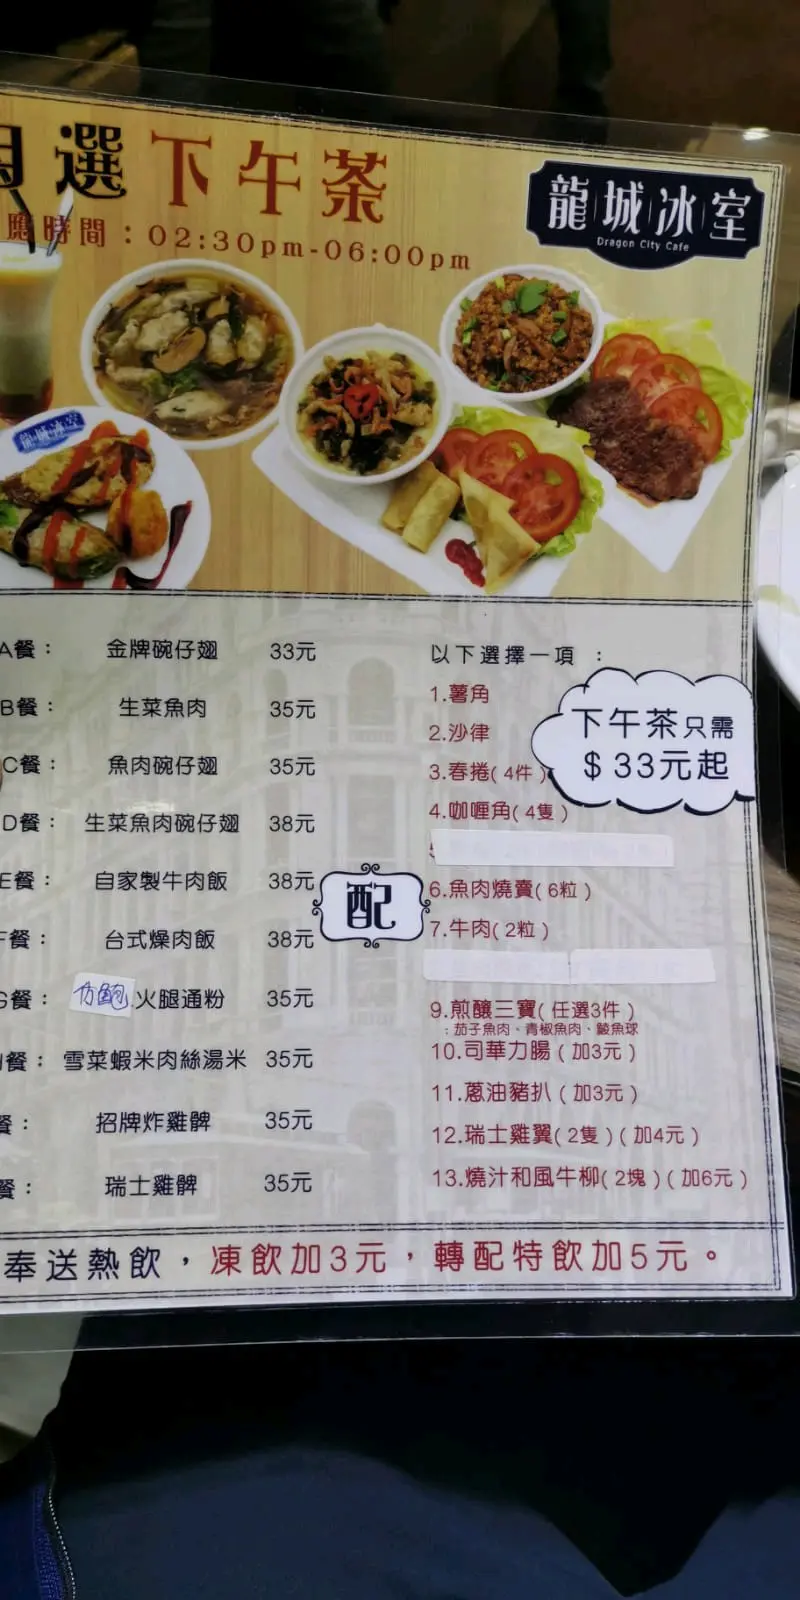 選下午茶
應時間：02:30pm-06:00pm
龍城冰室
Dragon City Cafe
龍城冰室
A餐： 金牌碗仔翅 33元
B餐： 生菜魚肉 35元
C餐： 魚肉碗仔翅 35元
D餐： 生菜魚肉碗仔翅 38元
E餐： 自家製牛肉飯 38元
F餐： 台式燥肉飯 38元
G餐： 仿鮑火腿通粉 35元
餐： 雪菜蝦米肉絲湯米 35元
餐： 招牌炸雞髀 35元
餐： 瑞士雞髀 35元
配
以下選擇一項 ：
1.薯角
2.沙律
3.春捲( 4件 )
4.咖喱角( 4隻 )
6.魚肉燒賣( 6粒 )
7.牛肉( 2粒 )
9.煎釀三寶( 任選3件 )
：茄子魚肉、青椒魚肉、鯪魚球
10.司華力腸 ( 加3元 )
11.蔥油豬扒 ( 加3元 )
12.瑞士雞翼( 2隻 ) ( 加4元 )
13.燒汁和風牛柳( 2塊 ) ( 加6元 )
下午茶只需
$33元起
奉送熱飲，凍飲加3元，轉配特飲加5元。